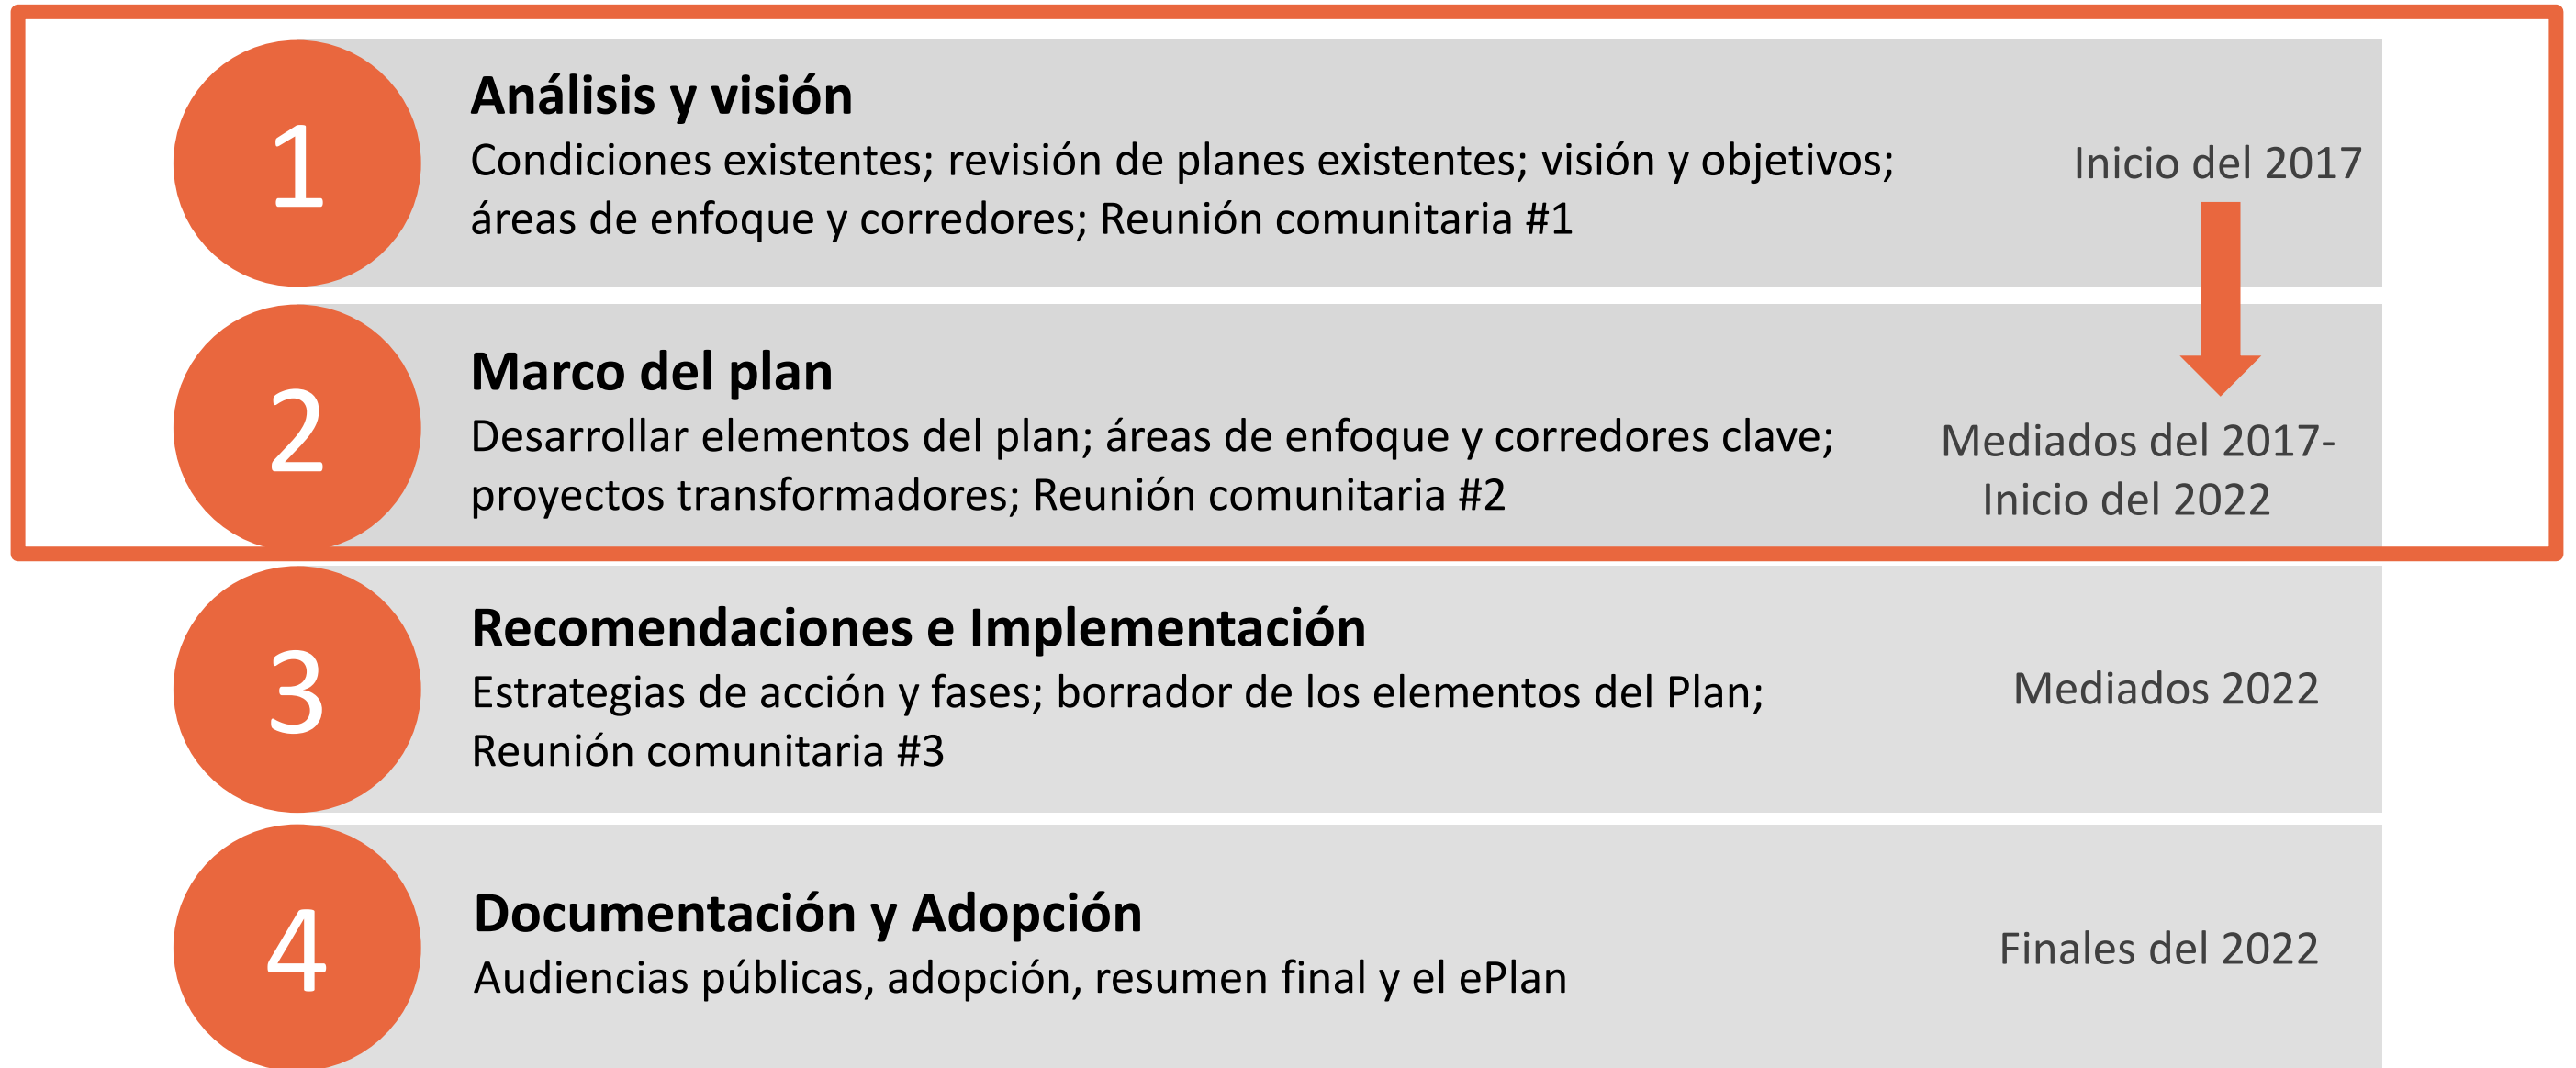 1
Análisis y visión
Condiciones existentes; revisión de planes existentes; visión y objetivos;
áreas de enfoque y corredores; Reunión comunitaria #1
Inicio del 2017
2
Marco del plan
Desarrollar elementos del plan; áreas de enfoque y corredores clave;
proyectos transformadores; Reunión comunitaria #2
Mediados del 2017-
Inicio del 2022
3
Recomendaciones e Implementación
Estrategias de acción y fases; borrador de los elementos del Plan;
Reunión comunitaria #3
Mediados 2022
4
Documentación y Adopción
Audiencias públicas, adopción, resumen final y el ePlan
Finales del 2022